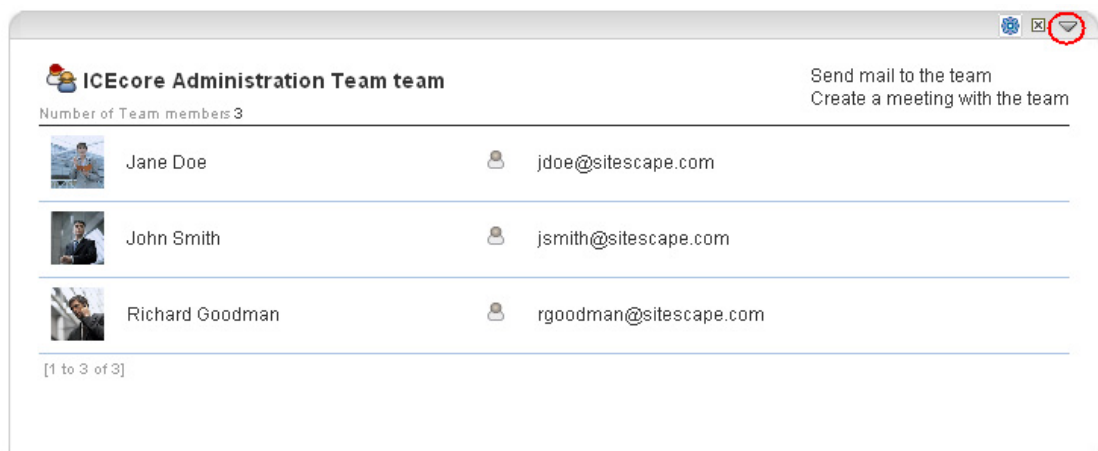 ICEcore Administration Team team
Send mail to the team
Create a meeting with the team
Number of Team members 3
Jane Doe jdoe@sitescape.com
John Smith jsmith@sitescape.com
Richard Goodman rgoodman@sitescape.com
[1 to 3 of 3]